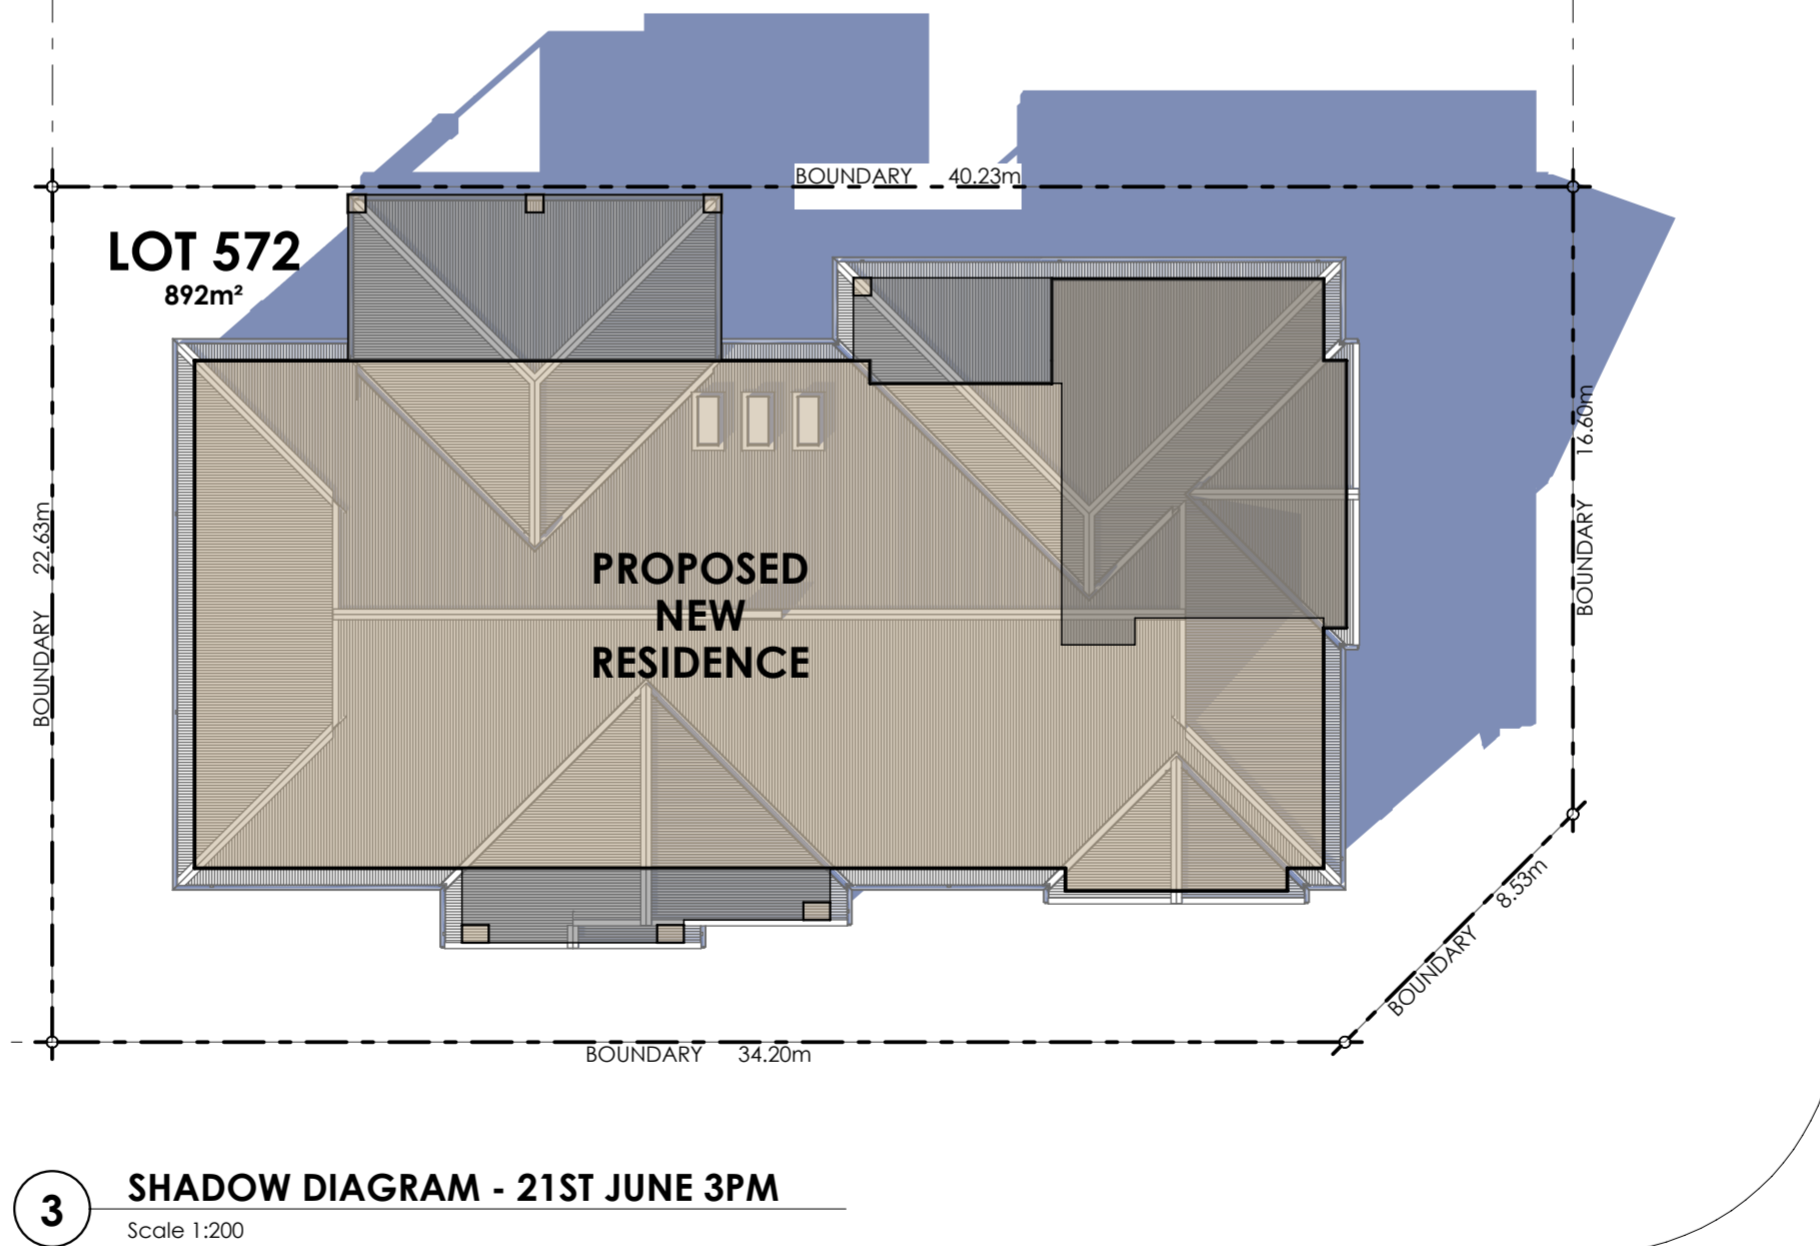 BOUNDARY 40.23m
LOT 572
892m²
BOUNDARY 16.60m
BOUNDARY 22.63m
PROPOSED
NEW
RESIDENCE
BOUNDARY 8.53m
BOUNDARY 34.20m
3
SHADOW DIAGRAM - 21ST JUNE 3PM
Scale 1:200